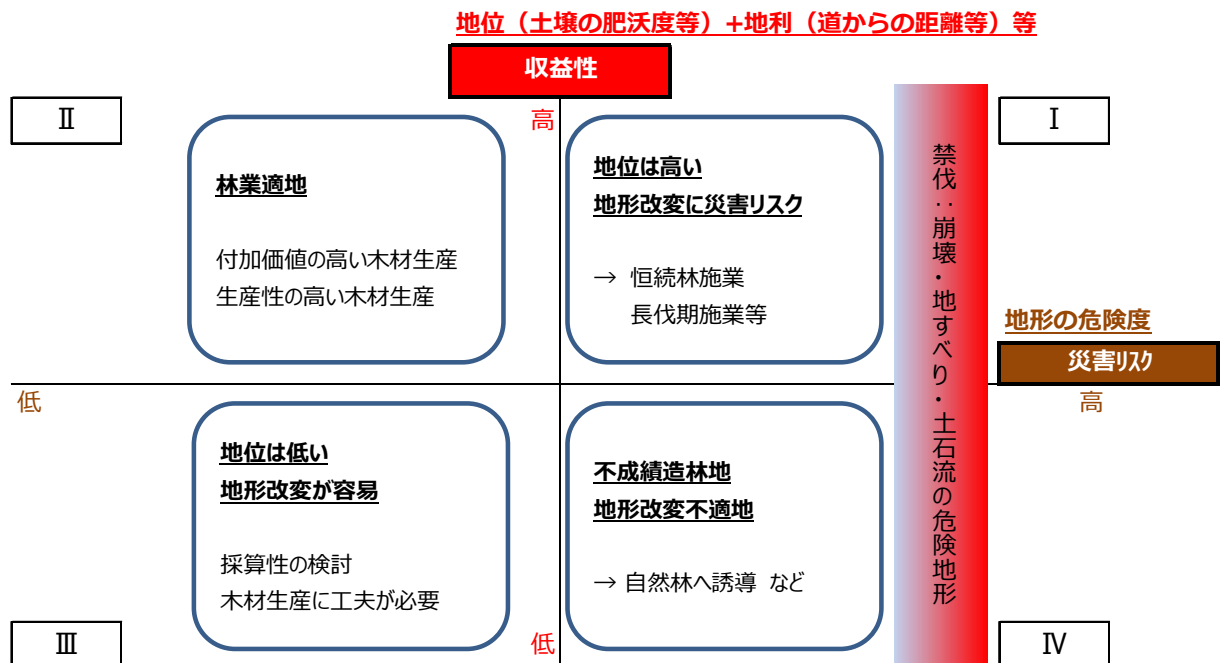 地位（土壌の肥沃度等）+地利（道からの距離等）等
収益性
Ⅱ
高
Ⅰ
林業適地
付加価値の高い木材生産
生産性の高い木材生産
地位は高い
地形改変に災害リスク
→ 恒続林施業
長伐期施業等
禁伐：崩壊・地すべり・土石流の危険地形
地形の危険度
災害リスク
低
高
地位は低い
地形改変が容易
採算性の検討
木材生産に工夫が必要
不成績造林地
地形改変不適地
→ 自然林へ誘導 など
Ⅲ
低
Ⅳ